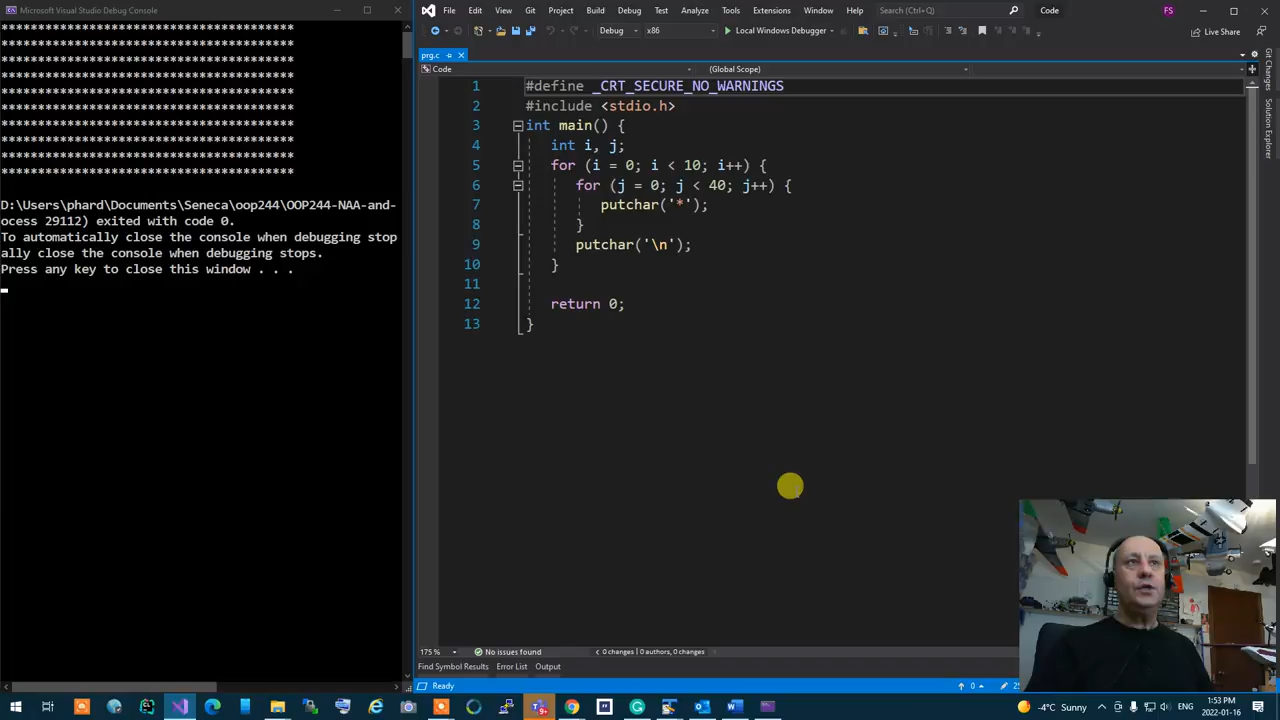 Microsoft Visual Studio Debug Console
****************************************
****************************************
****************************************
****************************************
****************************************
****************************************
****************************************
****************************************
****************************************
****************************************
D:\Users\phard\Documents\Seneca\oop244\OOP244-NAA-and-
ocess 29112) exited with code 0.
To automatically close the console when debugging stop
ally close the console when debugging stops.
Press any key to close this window . . .
File Edit View Git Project Build Debug Test Analyze Tools Extensions Window Help Search (Ctrl+Q) Code FS
Debug x86 Local Windows Debugger Live Share
prg.c
Code (Global Scope)
1 #define _CRT_SECURE_NO_WARNINGS
2 #include <stdio.h>
3 int main() {
4 int i, j;
5 for (i = 0; i < 10; i++) {
6 for (j = 0; j < 40; j++) {
7 putchar('*');
8 }
9 putchar('\n');
10 }
11
12 return 0;
13 }
Git Changes
Solution Explorer
175 % No issues found 0 changes | 0 authors, 0 changes
Find Symbol Results Error List Output
Ready 0
-4°C Sunny
1:53 PM
2022-01-16